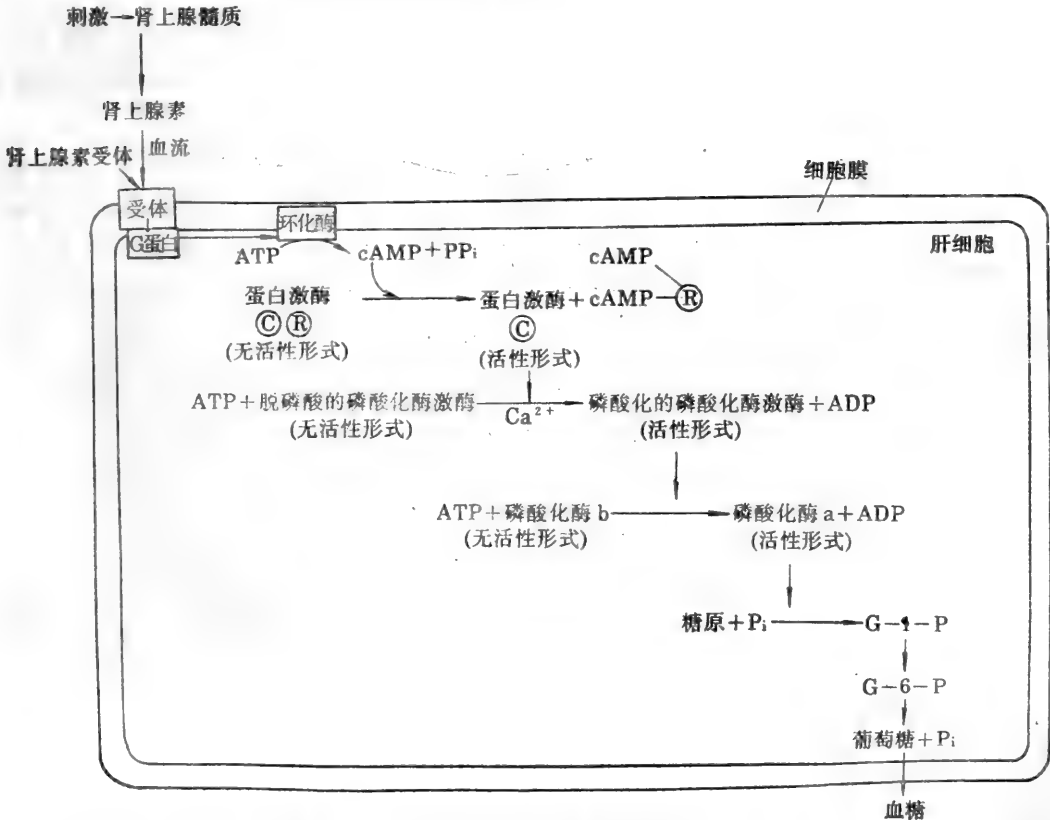 刺激→肾上腺髓质
肾上腺素
血流
肾上腺素受体
细胞膜
受体
G蛋白
环化酶
肝细胞
ATP
cAMP+PPi
cAMP
蛋白激酶
蛋白激酶+cAMP—Ⓡ
Ⓒ Ⓡ
Ⓒ
(无活性形式)
(活性形式)
ATP+脱磷酸的磷酸化酶激酶
Ca²⁺
磷酸化的磷酸化酶激酶+ADP
(无活性形式)
(活性形式)
ATP+磷酸化酶b
磷酸化酶a+ADP
(无活性形式)
(活性形式)
糖原+Pi
G-1-P
G-6-P
葡萄糖+Pi
血糖